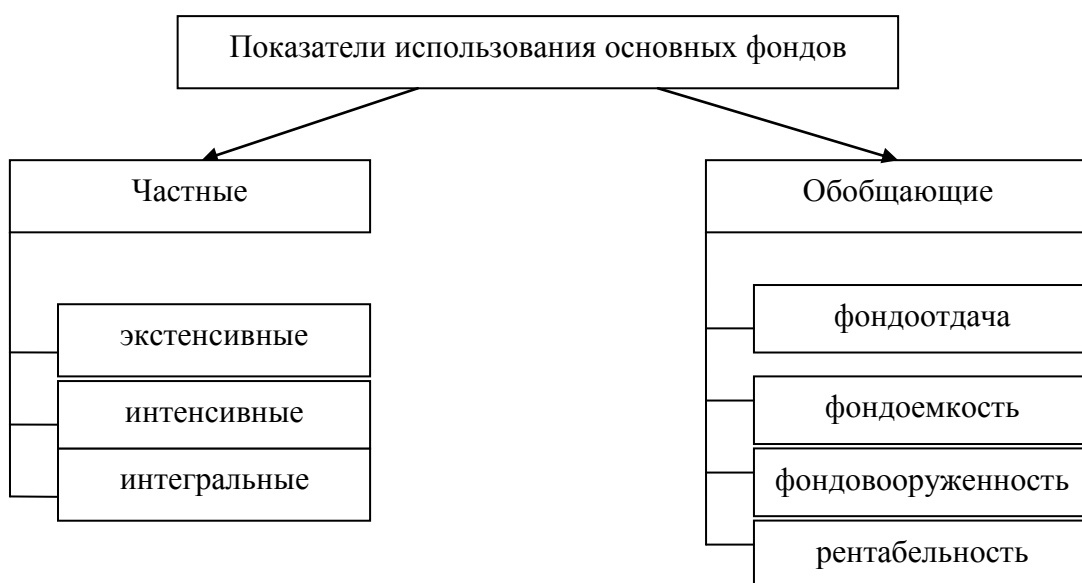 Показатели использования основных фондов
Частные
экстенсивные
интенсивные
интегральные
Обобщающие
фондоотдача
фондоемкость
фондовооруженность
рентабельность